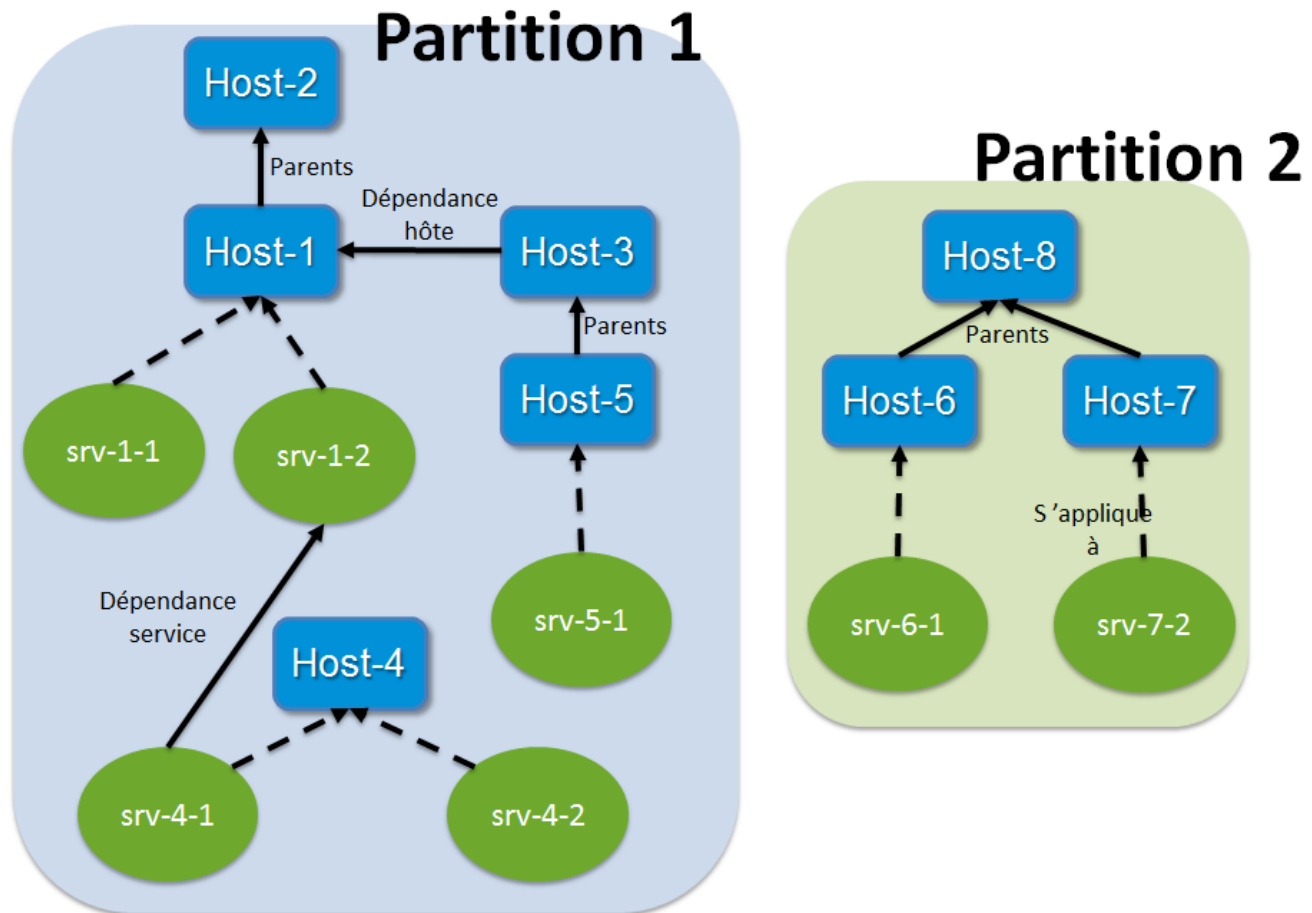 Partition 1
Host-2
Parents
Dépendance
hôte
Host-1
Host-3
Parents
Host-5
srv-1-1
srv-1-2
Dépendance
service
srv-5-1
Host-4
srv-4-1
srv-4-2
Partition 2
Host-8
Parents
Host-6
Host-7
S ’applique
à
srv-6-1
srv-7-2